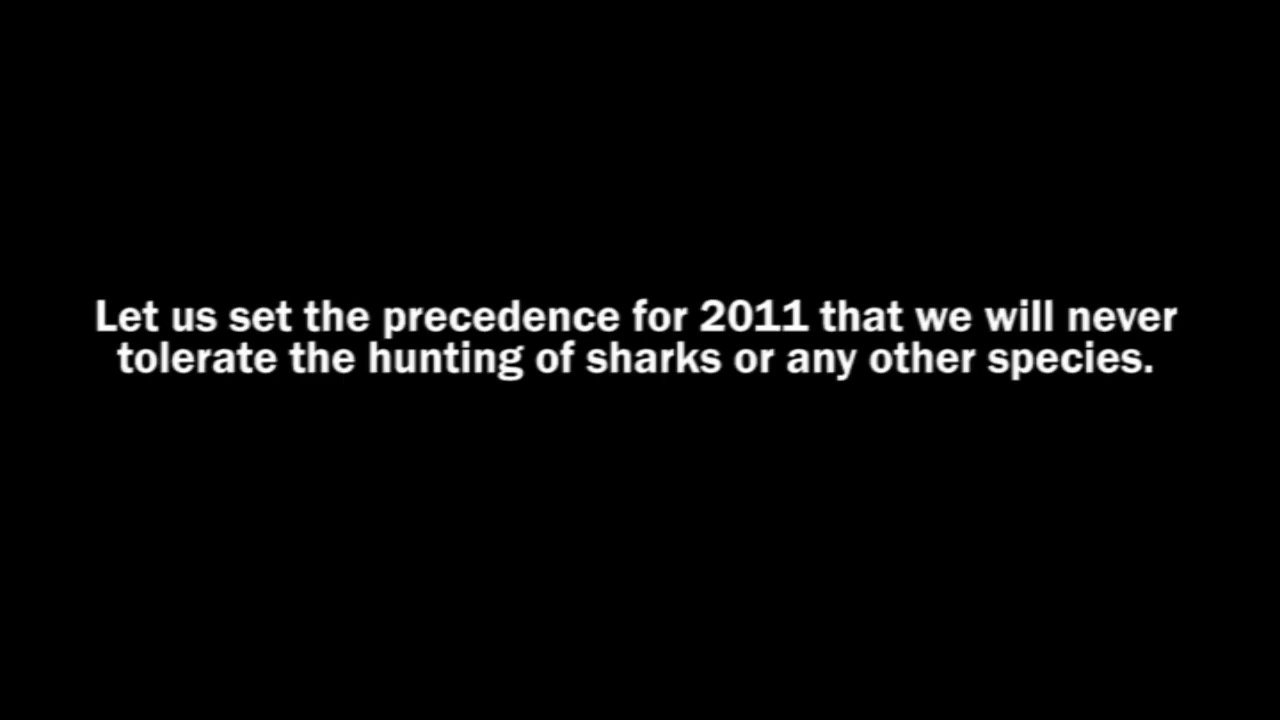 Let us set the precedence for 2011 that we will never
tolerate the hunting of sharks or any other species.